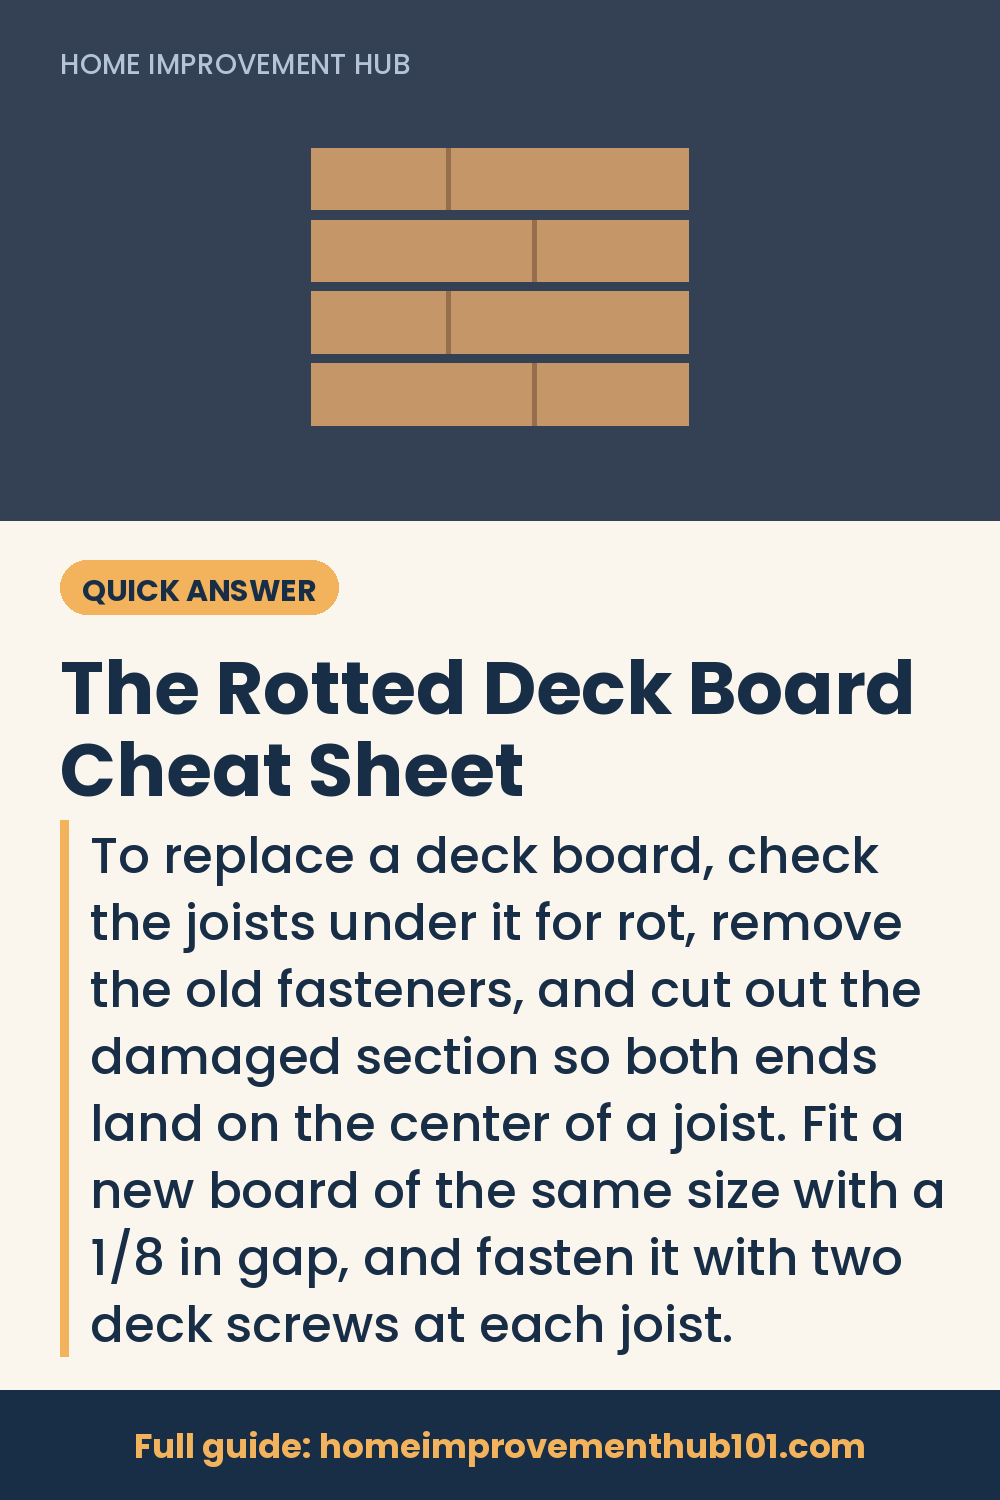 HOME IMPROVEMENT HUB
QUICK ANSWER
The Rotted Deck Board
Cheat Sheet
To replace a deck board, check
the joists under it for rot, remove
the old fasteners, and cut out the
damaged section so both ends
land on the center of a joist. Fit a
new board of the same size with a
1/8 in gap, and fasten it with two
deck screws at each joist.
Full guide: homeimprovementhub101.com